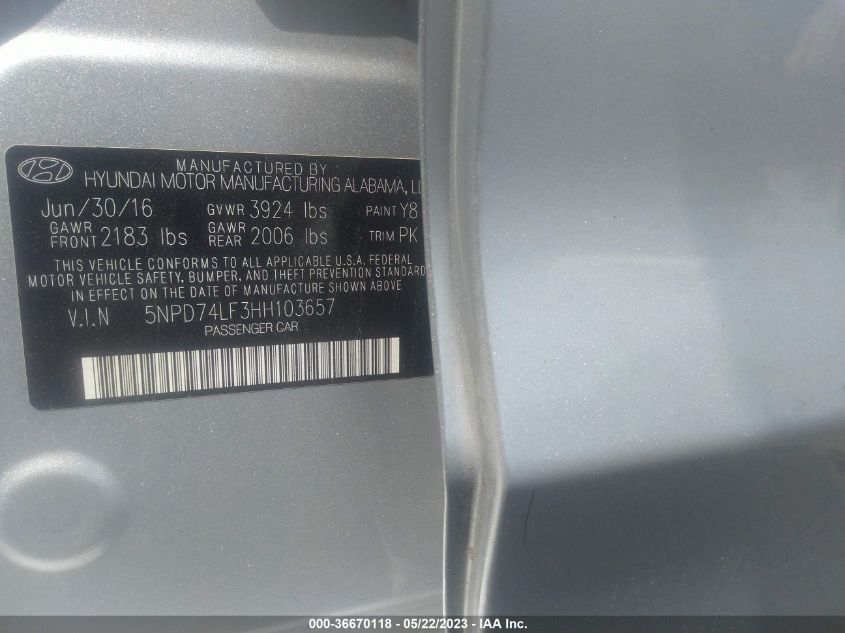 MANUFACTURED BY
HYUNDAI MOTOR MANUFACTURING ALABAMA,
Jun/30/16 GVWR 3924 lbs PAINT Y8
GAWR FRONT 2183 lbs GAWR REAR 2006 lbs TRIM PK
THIS VEHICLE CONFORMS TO ALL APPLICABLE U.S.A. FEDERAL
MOTOR VEHICLE SAFETY, BUMPER, AND THEFT PREVENTION STANDARD
IN EFFECT ON THE DATE OF MANUFACTURE SHOWN ABOVE
V.I.N 5NPD74LF3HH103657
PASSENGER CAR
000-36670118 - 05/22/2023 - IAA Inc.